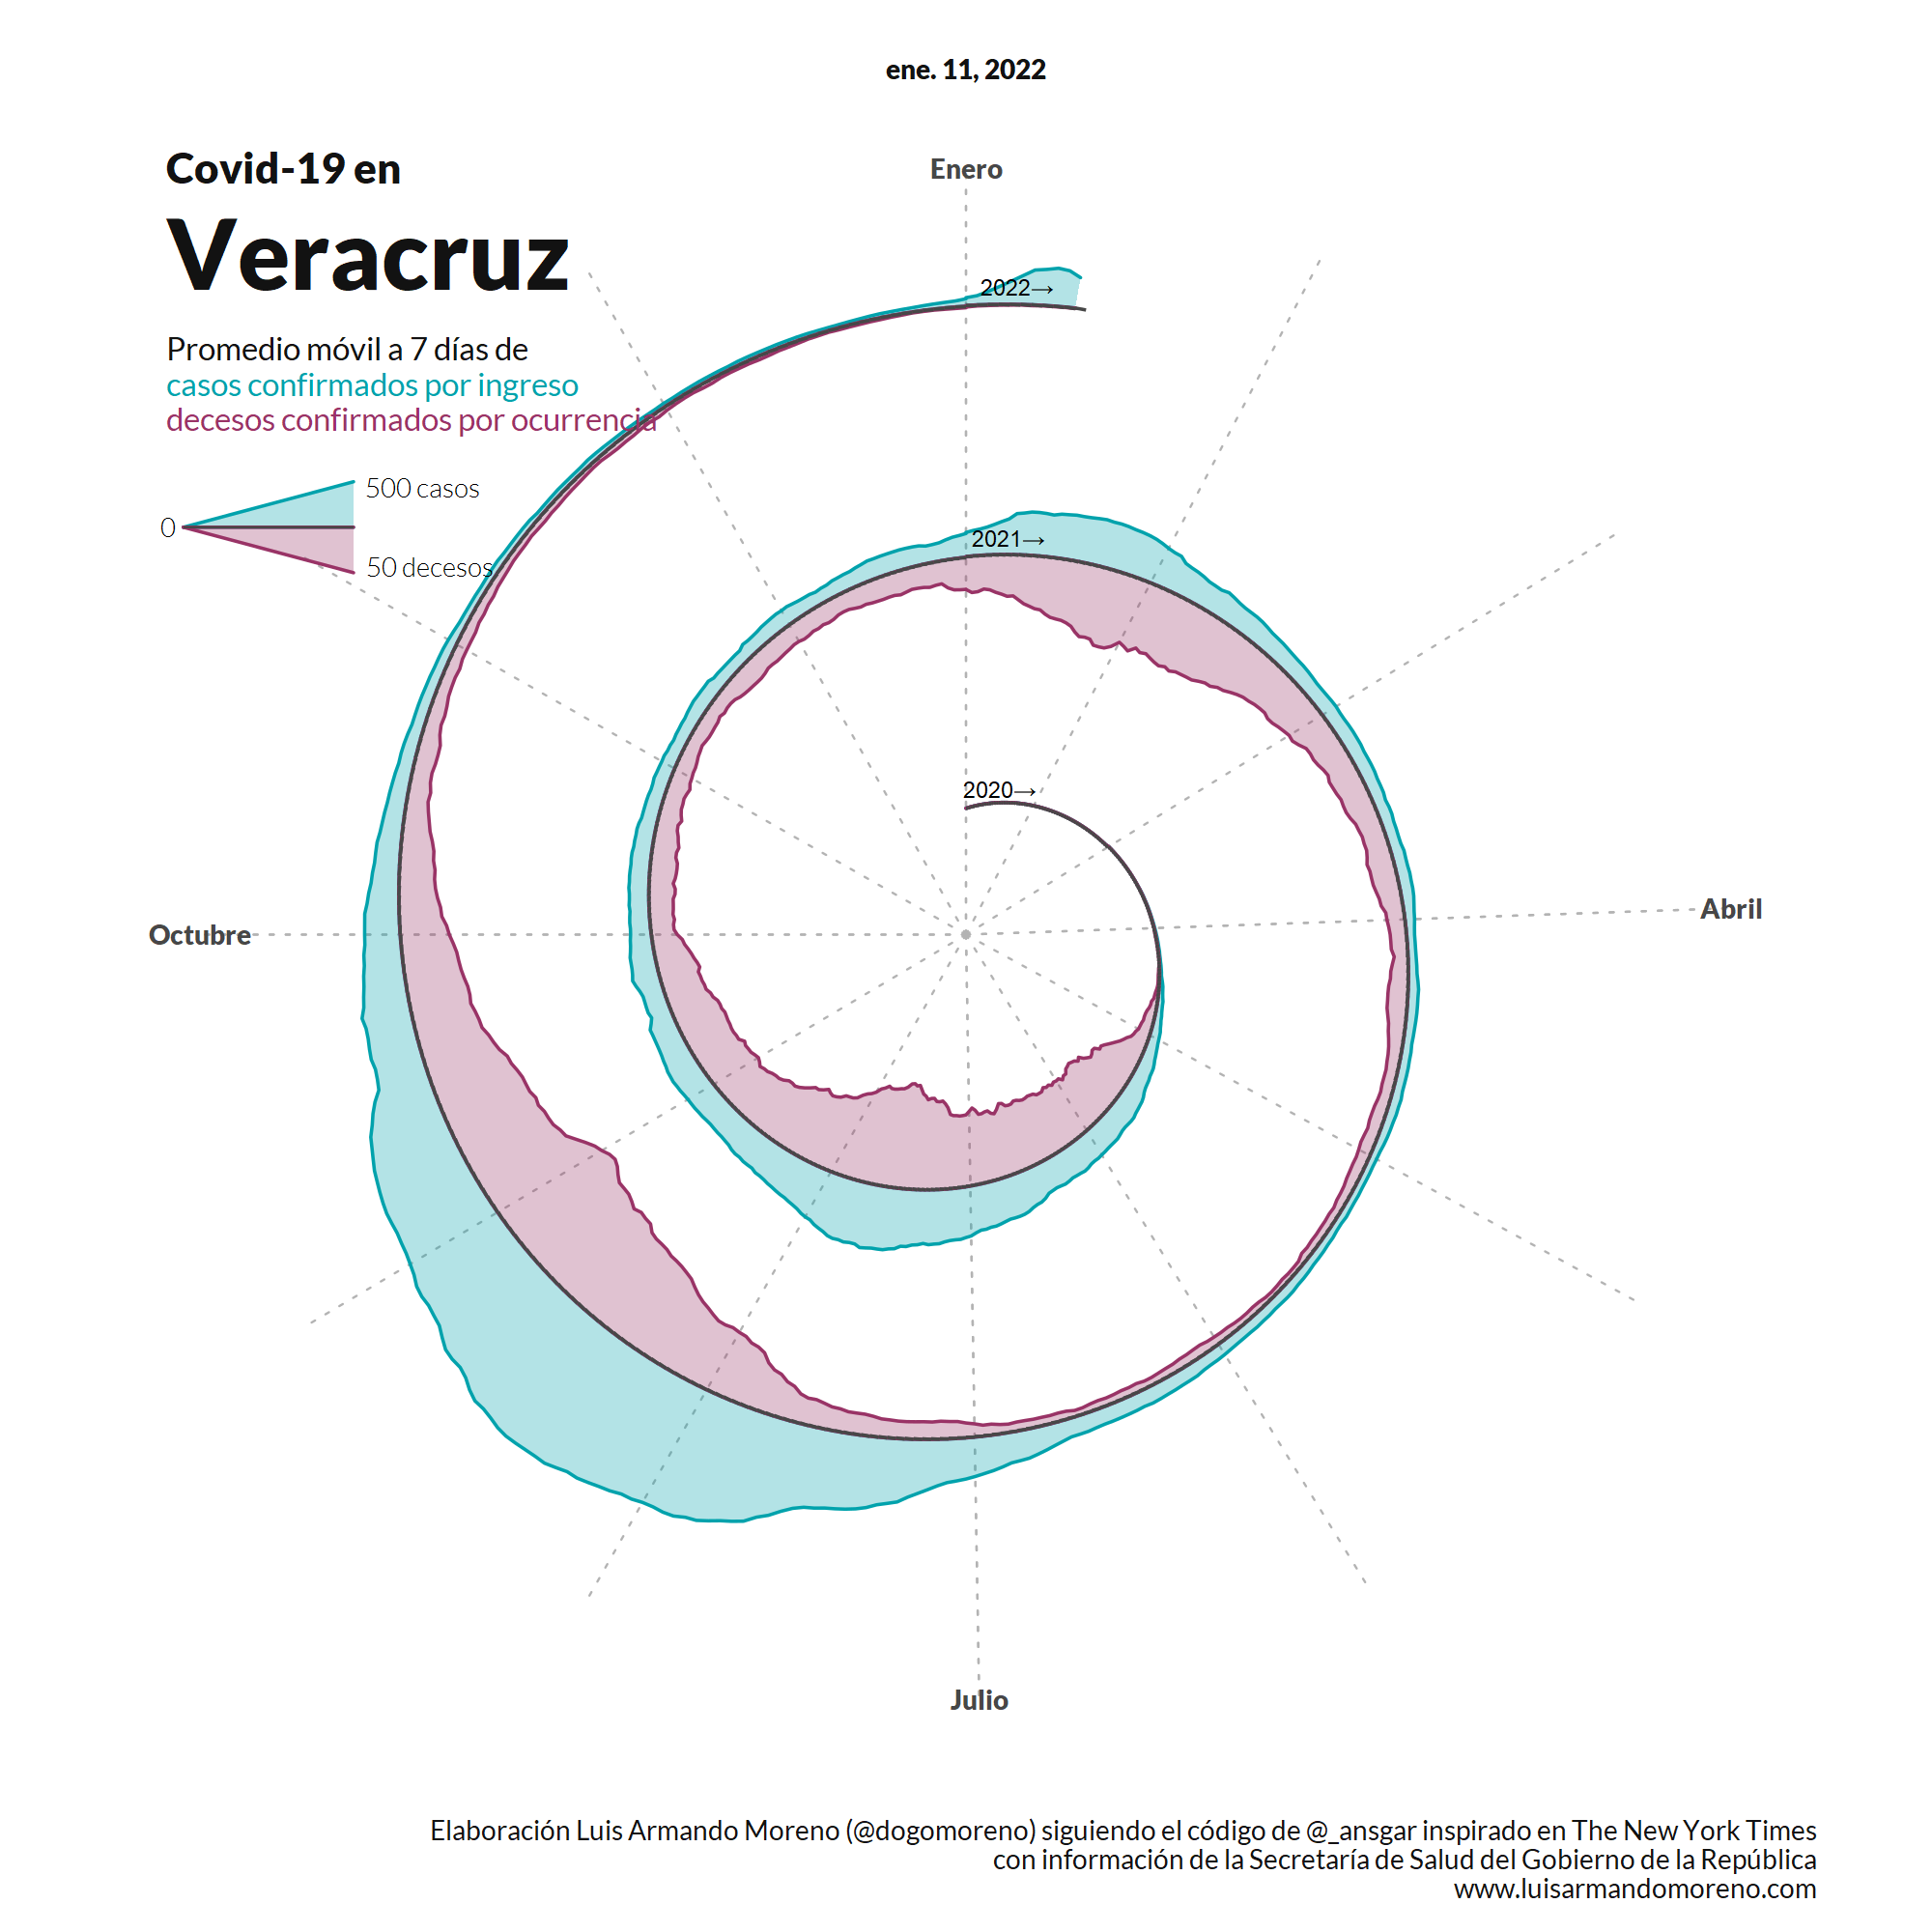 ene. 11, 2022
Covid-19 en
Veracruz
Promedio móvil a 7 días de
casos confirmados por ingreso
decesos confirmados por ocurrencia
500 casos
0
50 decesos
Enero
2022→
2021→
2020→
Abril
Octubre
Julio
Elaboración Luis Armando Moreno (@dogomoreno) siguiendo el código de @_ansgar inspirado en The New York Times
con información de la Secretaría de Salud del Gobierno de la República
www.luisarmandomoreno.com